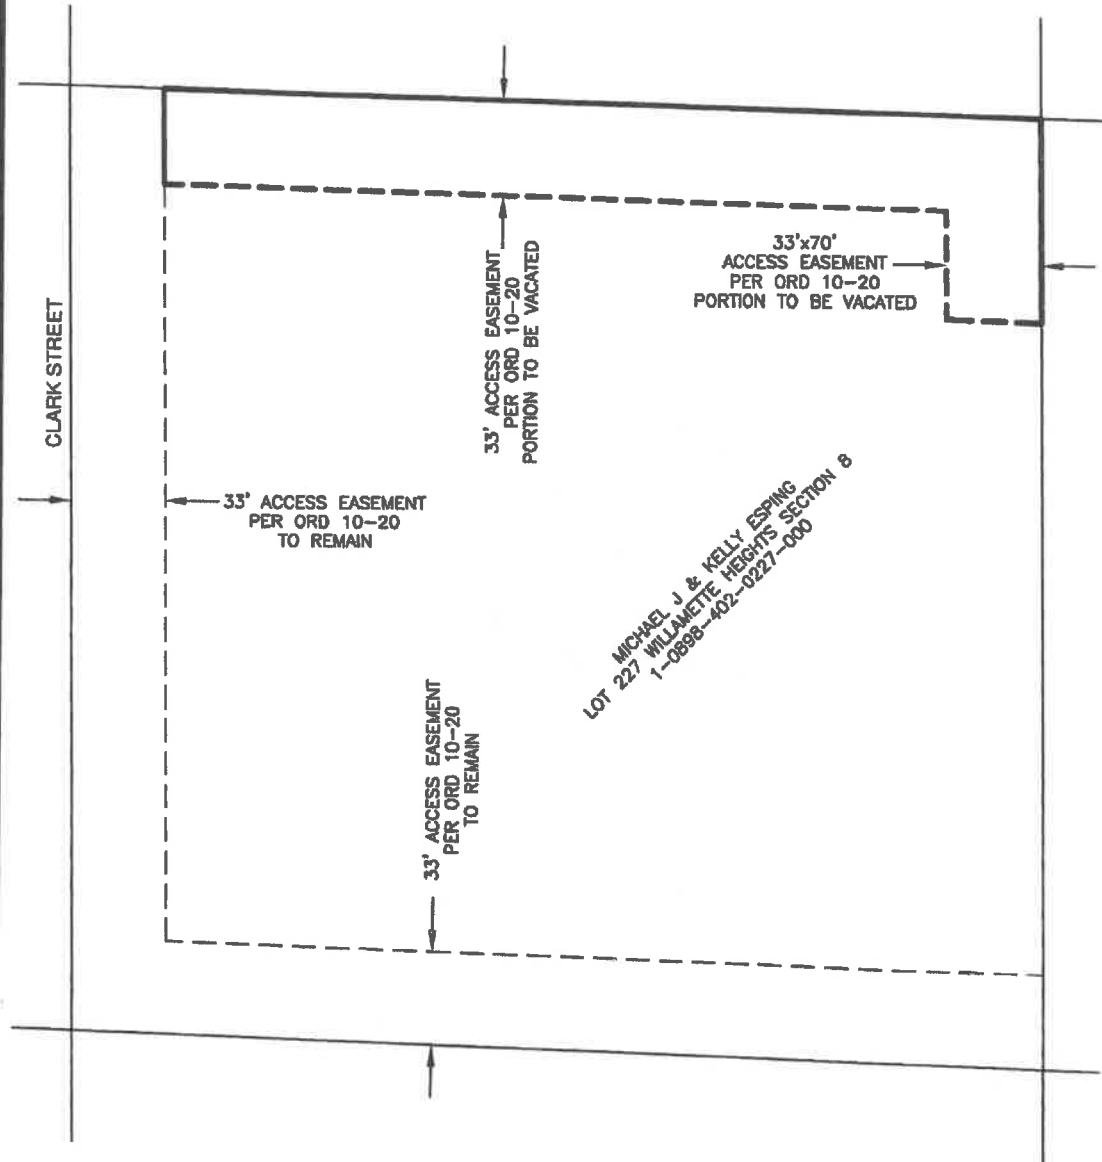 33'x70'
ACCESS EASEMENT
PER ORD 10-20
PORTION TO BE VACATED
33' ACCESS EASEMENT
PER ORD 10-20
PORTION TO BE VACATED
CLARK STREET
33' ACCESS EASEMENT
PER ORD 10-20
TO REMAIN
MICHAEL J & KELLY ESPING
LOT 227 WILLAMETTE HEIGHTS SECTION 8
1-0898-402-0227-000
33' ACCESS EASEMENT
PER ORD 10-20
TO REMAIN